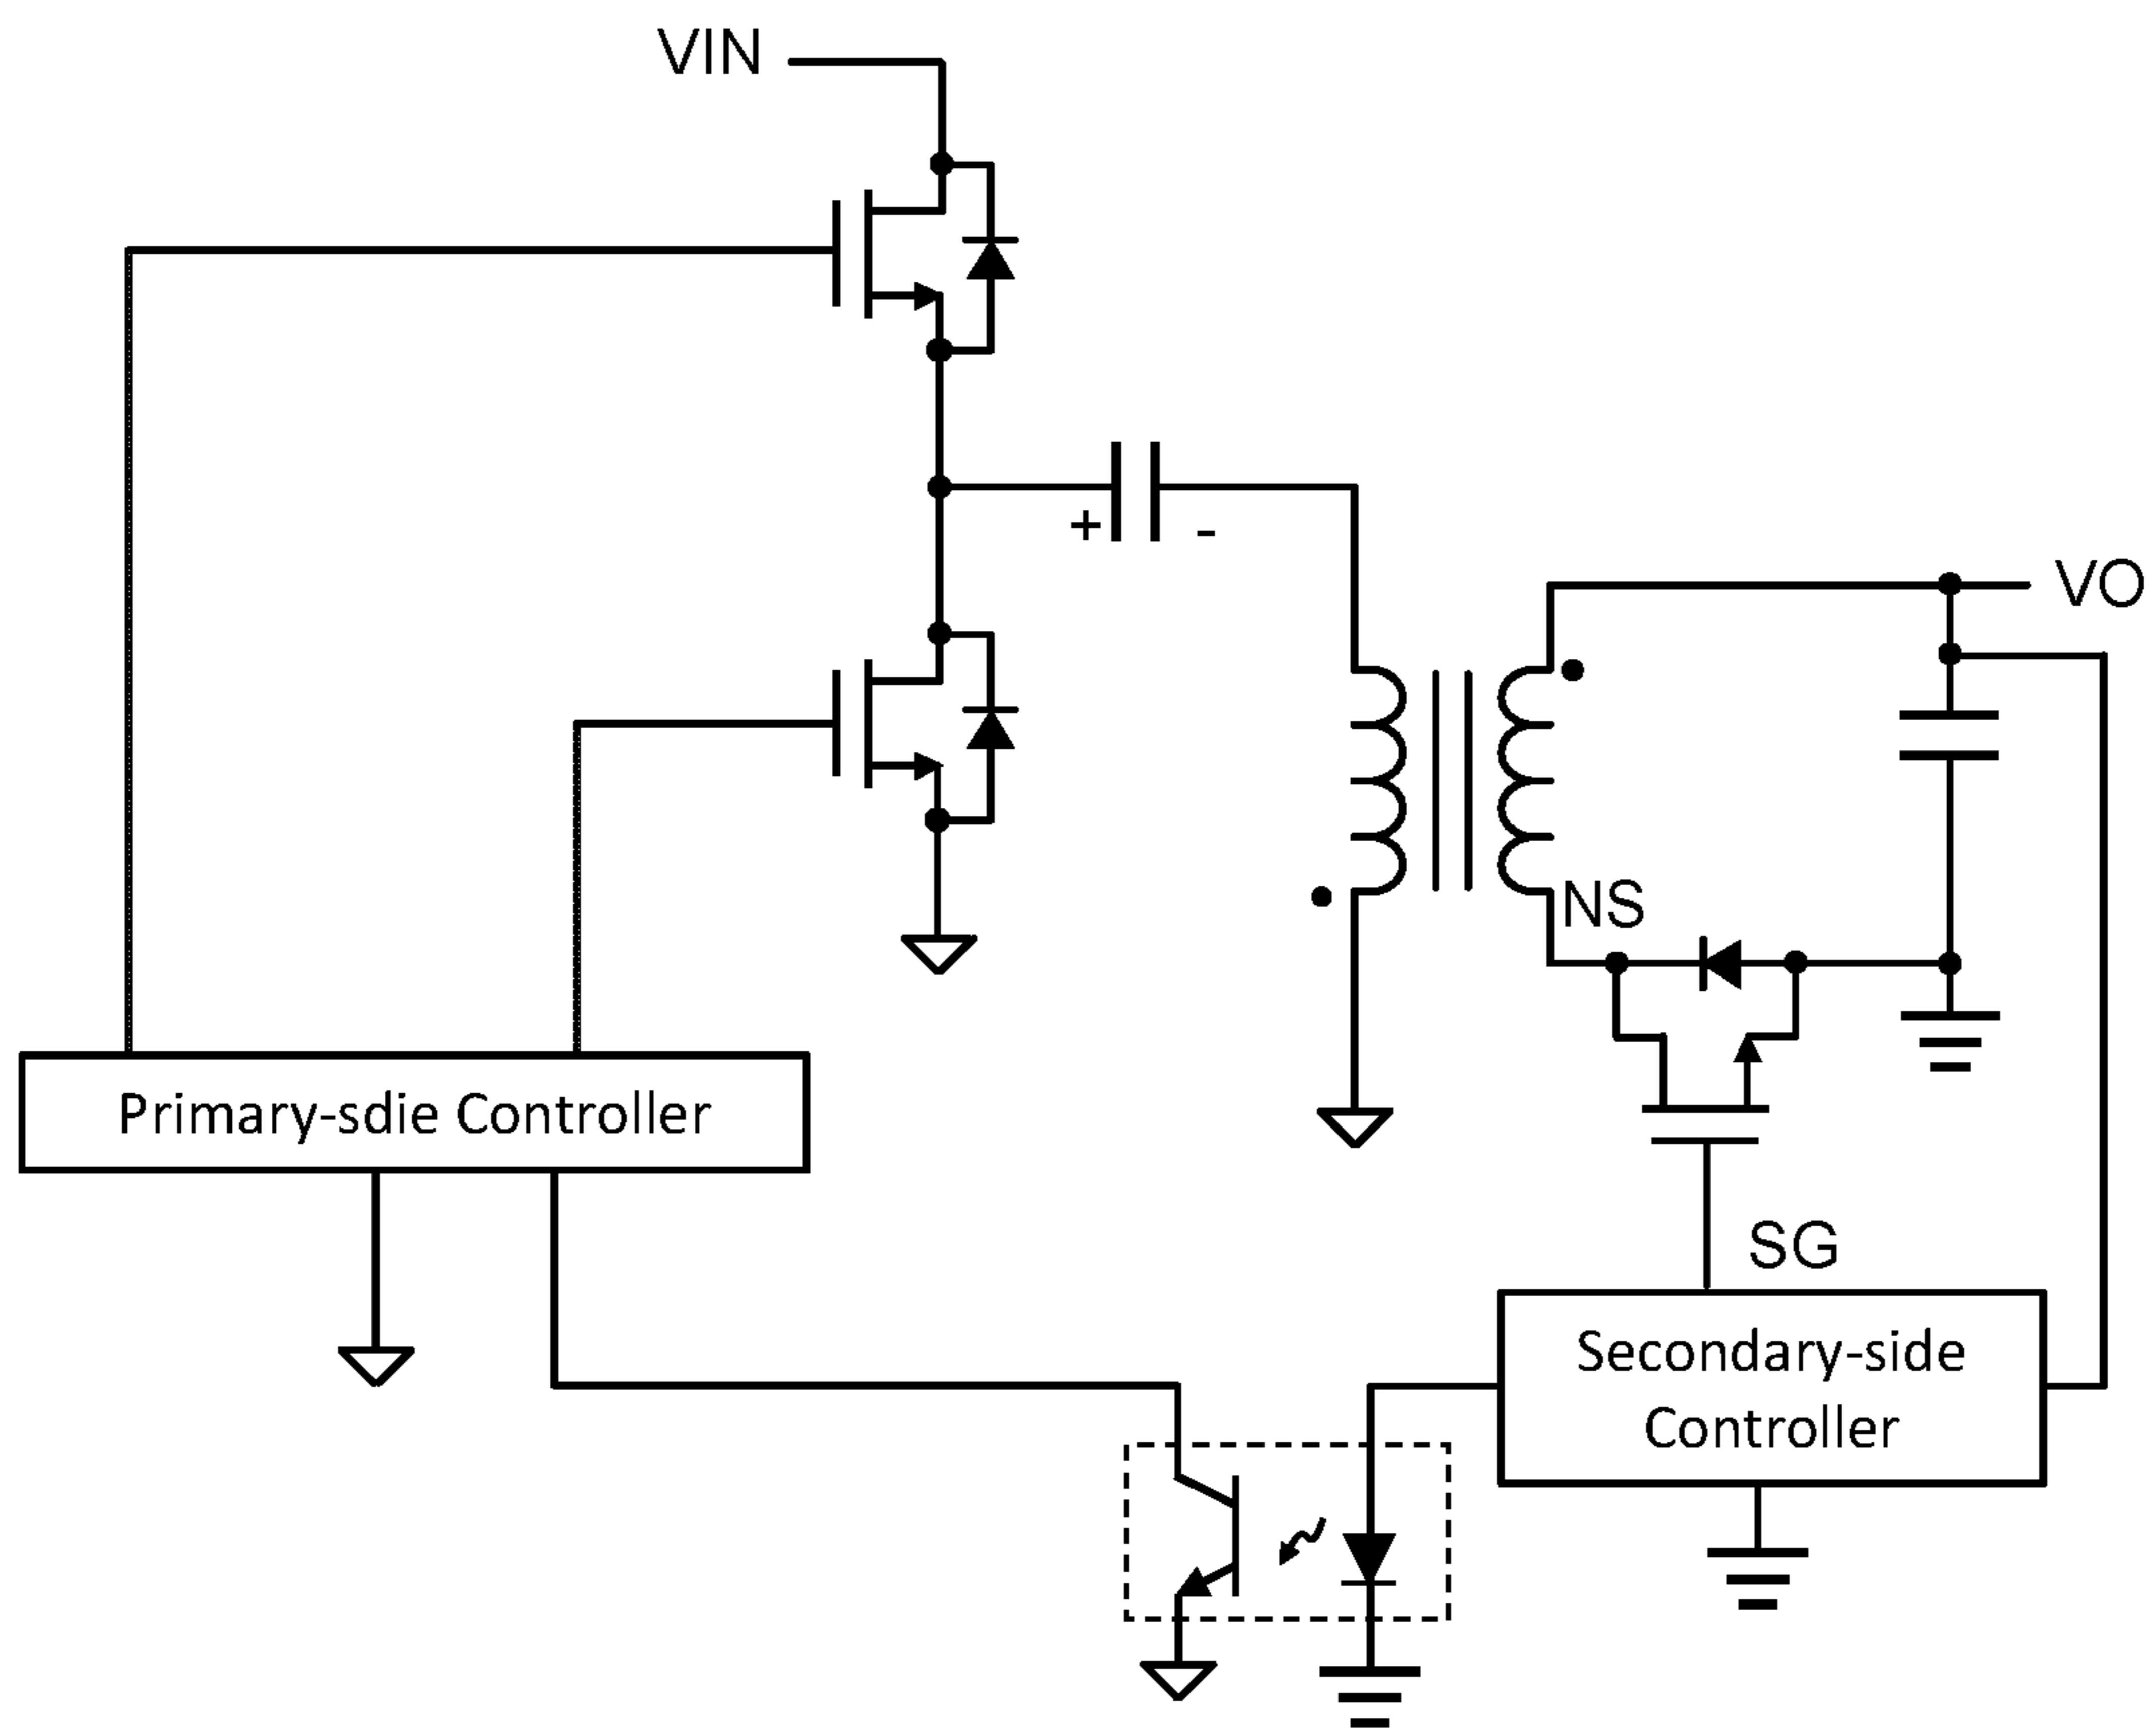 VIN
+ -
VO
NS
Primary-sdie Controller
SG
Secondary-side
Controller